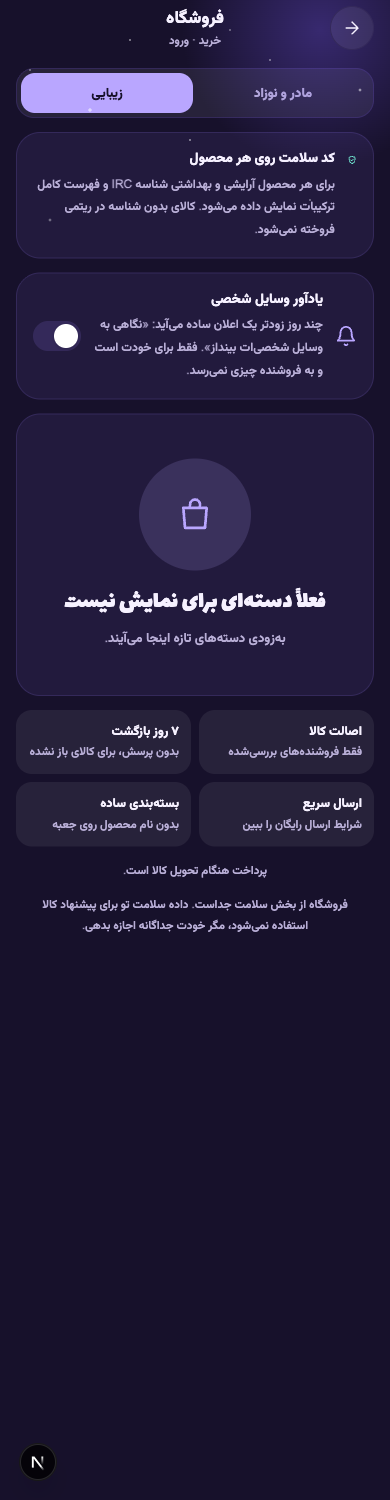 فروشگاه
خرید · ورود
مادر و نوزاد
زیبایی
کد سلامت روی هر محصول
برای هر محصول آرایشی و بهداشتی شناسه IRC و فهرست کامل
ترکیبات نمایش داده می‌شود. کالای بدون شناسه در ریتمی
فروخته نمی‌شود.
یادآور وسایل شخصی
چند روز زودتر یک اعلان ساده می‌آید: «نگاهی به
وسایل شخصی‌ات بینداز». فقط برای خودت است
و به فروشنده چیزی نمی‌رسد.
فعلاً دسته‌ای برای نمایش نیست
به‌زودی دسته‌های تازه اینجا می‌آیند.
اصالت کالا
فقط فروشنده‌های بررسی‌شده
۷ روز بازگشت
بدون پرسش، برای کالای باز نشده
ارسال سریع
شرایط ارسال رایگان را ببین
بسته‌بندی ساده
بدون نام محصول روی جعبه
پرداخت هنگام تحویل کالا است.
فروشگاه از بخش سلامت جداست. داده سلامت تو برای پیشنهاد کالا
استفاده نمی‌شود، مگر خودت جداگانه اجازه بدهی.
N